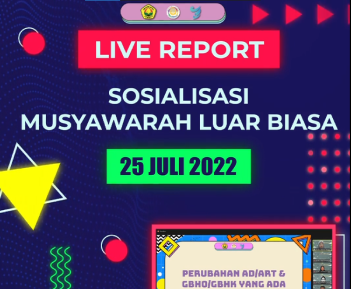 LIVE REPORT
SOSIALISASI
MUSYAWARAH LUAR BIASA
25 JULI 2022
PERUBAHAN AD/ART &
GBHO/GBHK YANG ADA